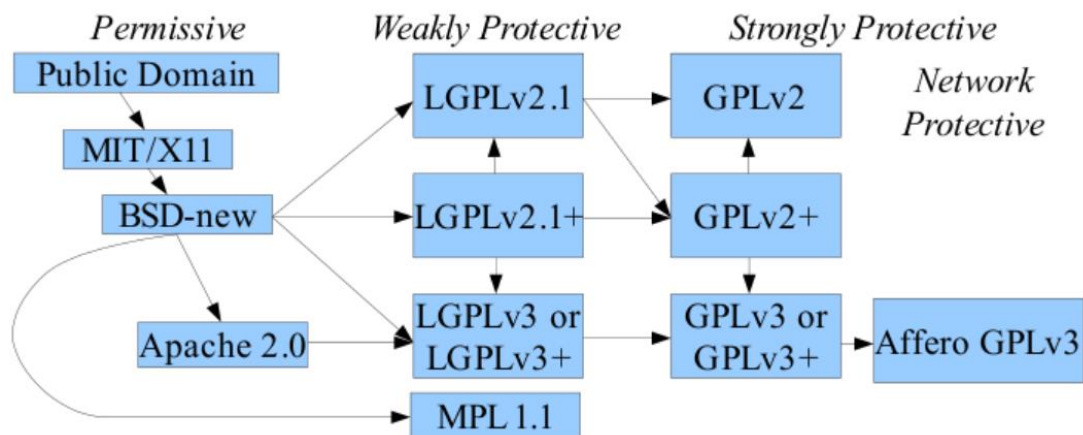 Permissive
Weakly Protective
Strongly Protective
Network
Protective
Public Domain
MIT/X11
BSD-new
Apache 2.0
LGPLv2.1
LGPLv2.1+
LGPLv3 or
LGPLv3+
MPL 1.1
GPLv2
GPLv2+
GPLv3 or
GPLv3+
Affero GPLv3